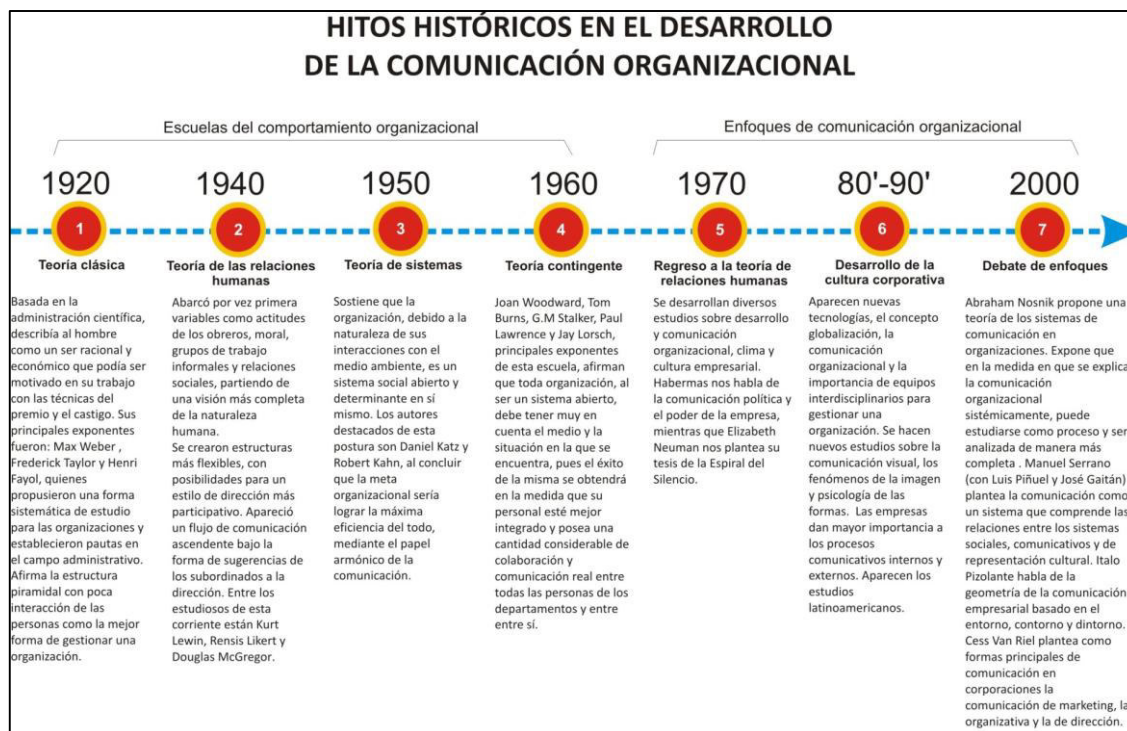 HITOS HISTÓRICOS EN EL DESARROLLO
DE LA COMUNICACIÓN ORGANIZACIONAL
Escuelas del comportamiento organizacional
Enfoques de comunicación organizacional
1920
1
Teoría clásica
Basada en la
administración científica,
describía al hombre
como un ser racional y
económico que podía ser
motivado en su trabajo
con las técnicas del
premio y el castigo. Sus
principales exponentes
fueron: Max Weber ,
Frederick Taylor y Henri
Fayol, quienes
propusieron una forma
sistemática de estudio
para las organizaciones y
establecieron pautas en
el campo administrativo.
Afirma la estructura
piramidal con poca
interacción de las
personas como la mejor
forma de gestionar una
organización.
1940
2
Teoría de las relaciones
humanas
Abarcó por vez primera
variables como actitudes
de los obreros, moral,
grupos de trabajo
informales y relaciones
sociales, partiendo de
una visión más completa
de la naturaleza
humana.
Se crearon estructuras
más flexibles, con
posibilidades para un
estilo de dirección más
participativo. Apareció
un flujo de comunicación
ascendente bajo la
forma de sugerencias de
los subordinados a la
dirección. Entre los
estudiosos de esta
corriente están Kurt
Lewin, Rensis Likert y
Douglas McGregor.
1950
3
Teoría de sistemas
Sostiene que la
organización, debido a la
naturaleza de sus
interacciones con el
medio ambiente, es un
sistema social abierto y
determinante en sí
mismo. Los autores
destacados de esta
postura son Daniel Katz y
Robert Kahn, al concluir
que la meta
organizacional sería
lograr la máxima
eficiencia del todo,
mediante el papel
armónico de la
comunicación.
1960
4
Teoría contingente
Joan Woodward, Tom
Burns, G.M Stalker, Paul
Lawrence y Jay Lorsch,
principales exponentes
de esta escuela, afirman
que toda organización, al
ser un sistema abierto,
debe tener muy en
cuenta el medio y la
situación en la que se
encuentra, pues el éxito
de la misma se obtendrá
en la medida que su
personal esté mejor
integrado y posea una
cantidad considerable de
colaboración y
comunicación real entre
todas las personas de los
departamentos y entre
entre sí.
1970
5
Regreso a la teoría de
relaciones humanas
Se desarrollan diversos
estudios sobre desarrollo
y comunicación
organizacional, clima y
cultura empresarial.
Habermas nos habla de
la comunicación política y
el poder de la empresa,
mientras que Elizabeth
Neuman nos plantea su
tesis de la Espiral del
Silencio.
80'-90'
6
Desarrollo de la
cultura corporativa
Aparecen nuevas
tecnologías, el concepto
globalización, la
comunicación
organizacional y la
importancia de equipos
interdisciplinarios para
gestionar una
organización. Se hacen
nuevos estudios sobre la
comunicación visual, los
fenómenos de la imagen
y psicología de las
formas. Las empresas
dan mayor importancia a
los procesos
comunicativos internos y
externos. Aparecen los
estudios
latinoamericanos.
2000
7
Debate de enfoques
Abraham Nosnik propone una
teoría de los sistemas de
comunicación en
organizaciones. Expone que
en la medida en que se explica
la comunicación
organizacional
sistémicamente, puede
estudiarse como proceso y ser
analizada de manera más
completa . Manuel Serrano
(con Luis Piñuel y José Gaitán)
plantea la comunicación como
un sistema que comprende las
relaciones entre los sistemas
sociales, comunicativos y de
representación cultural. Italo
Pizolante habla de la
geometría de la comunicación
empresarial basado en el
entorno, contorno y dintorno.
Cess Van Riel plantea como
formas principales de
comunicación en
corporaciones la
comunicación de marketing, la
organizativa y la de dirección.